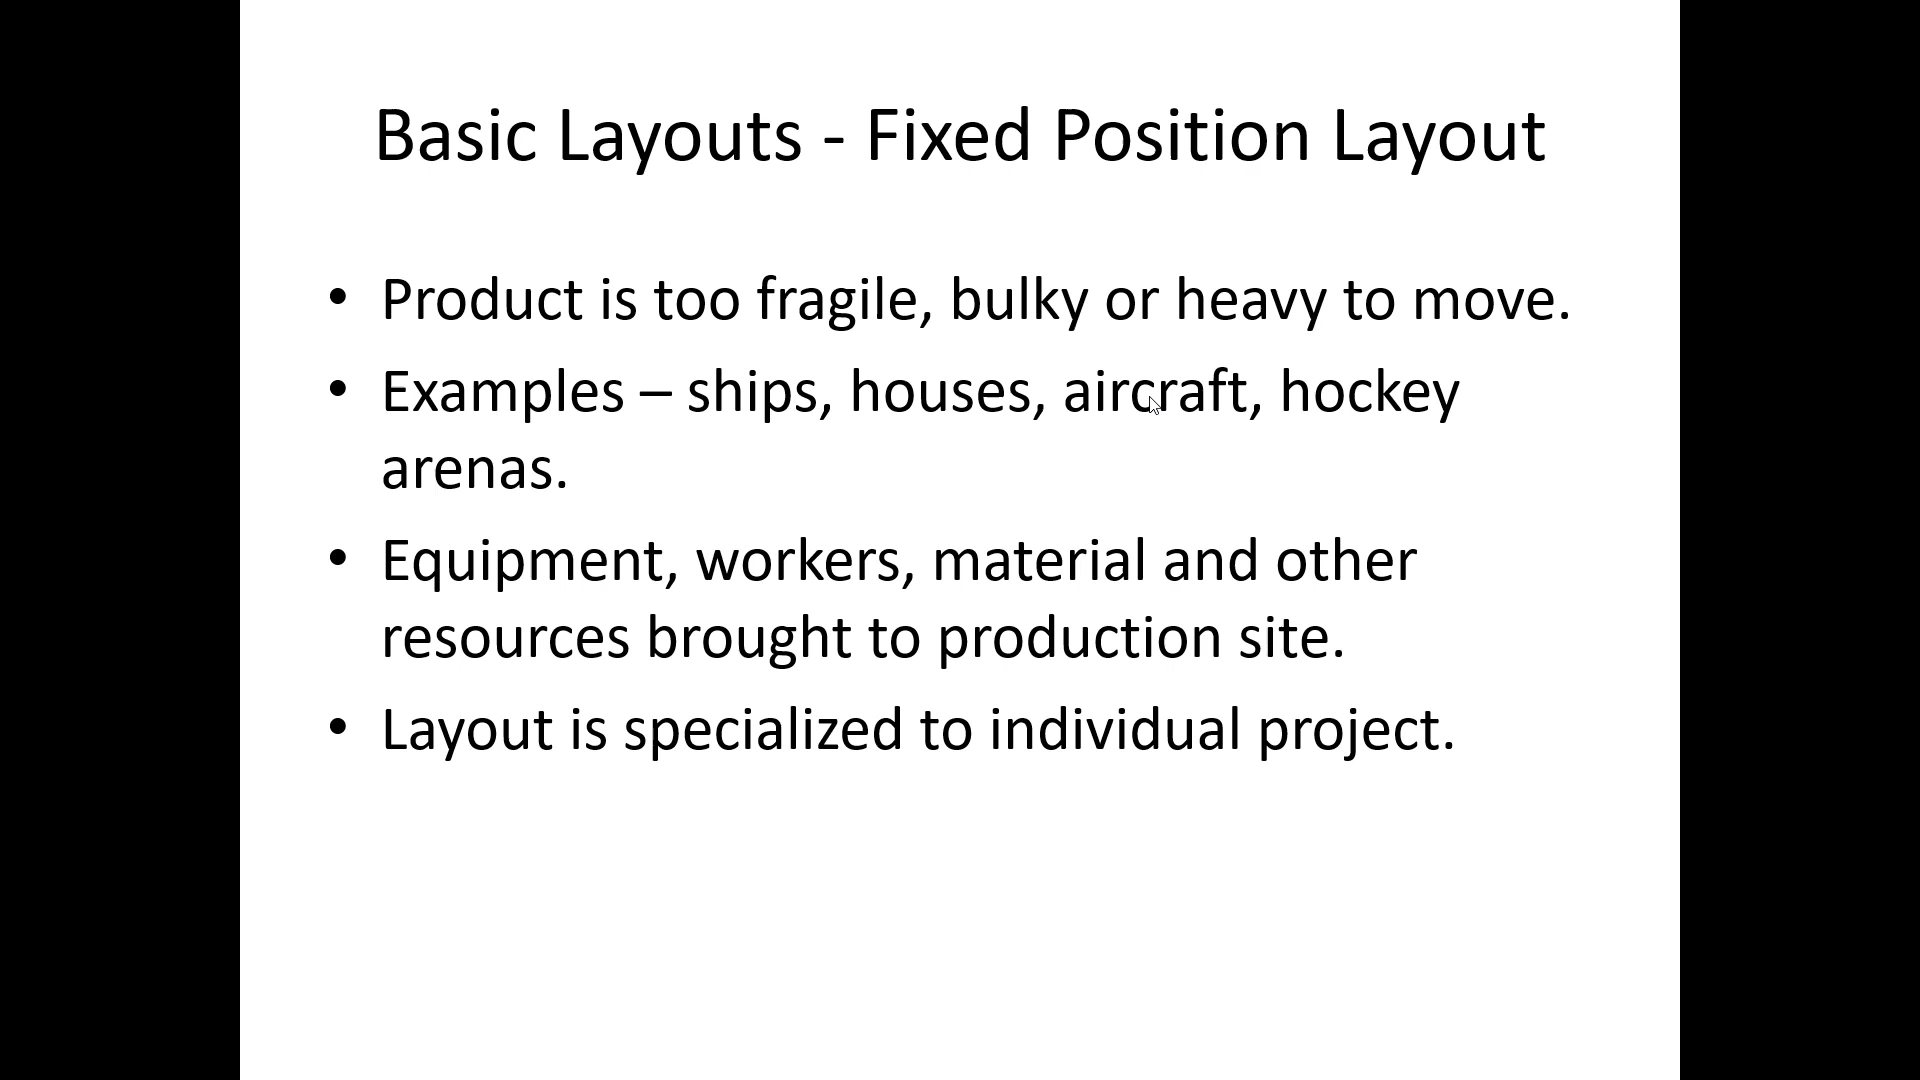 Basic Layouts - Fixed Position Layout
• Product is too fragile, bulky or heavy to move.
• Examples – ships, houses, aircraft, hockey
arenas.
• Equipment, workers, material and other
resources brought to production site.
• Layout is specialized to individual project.